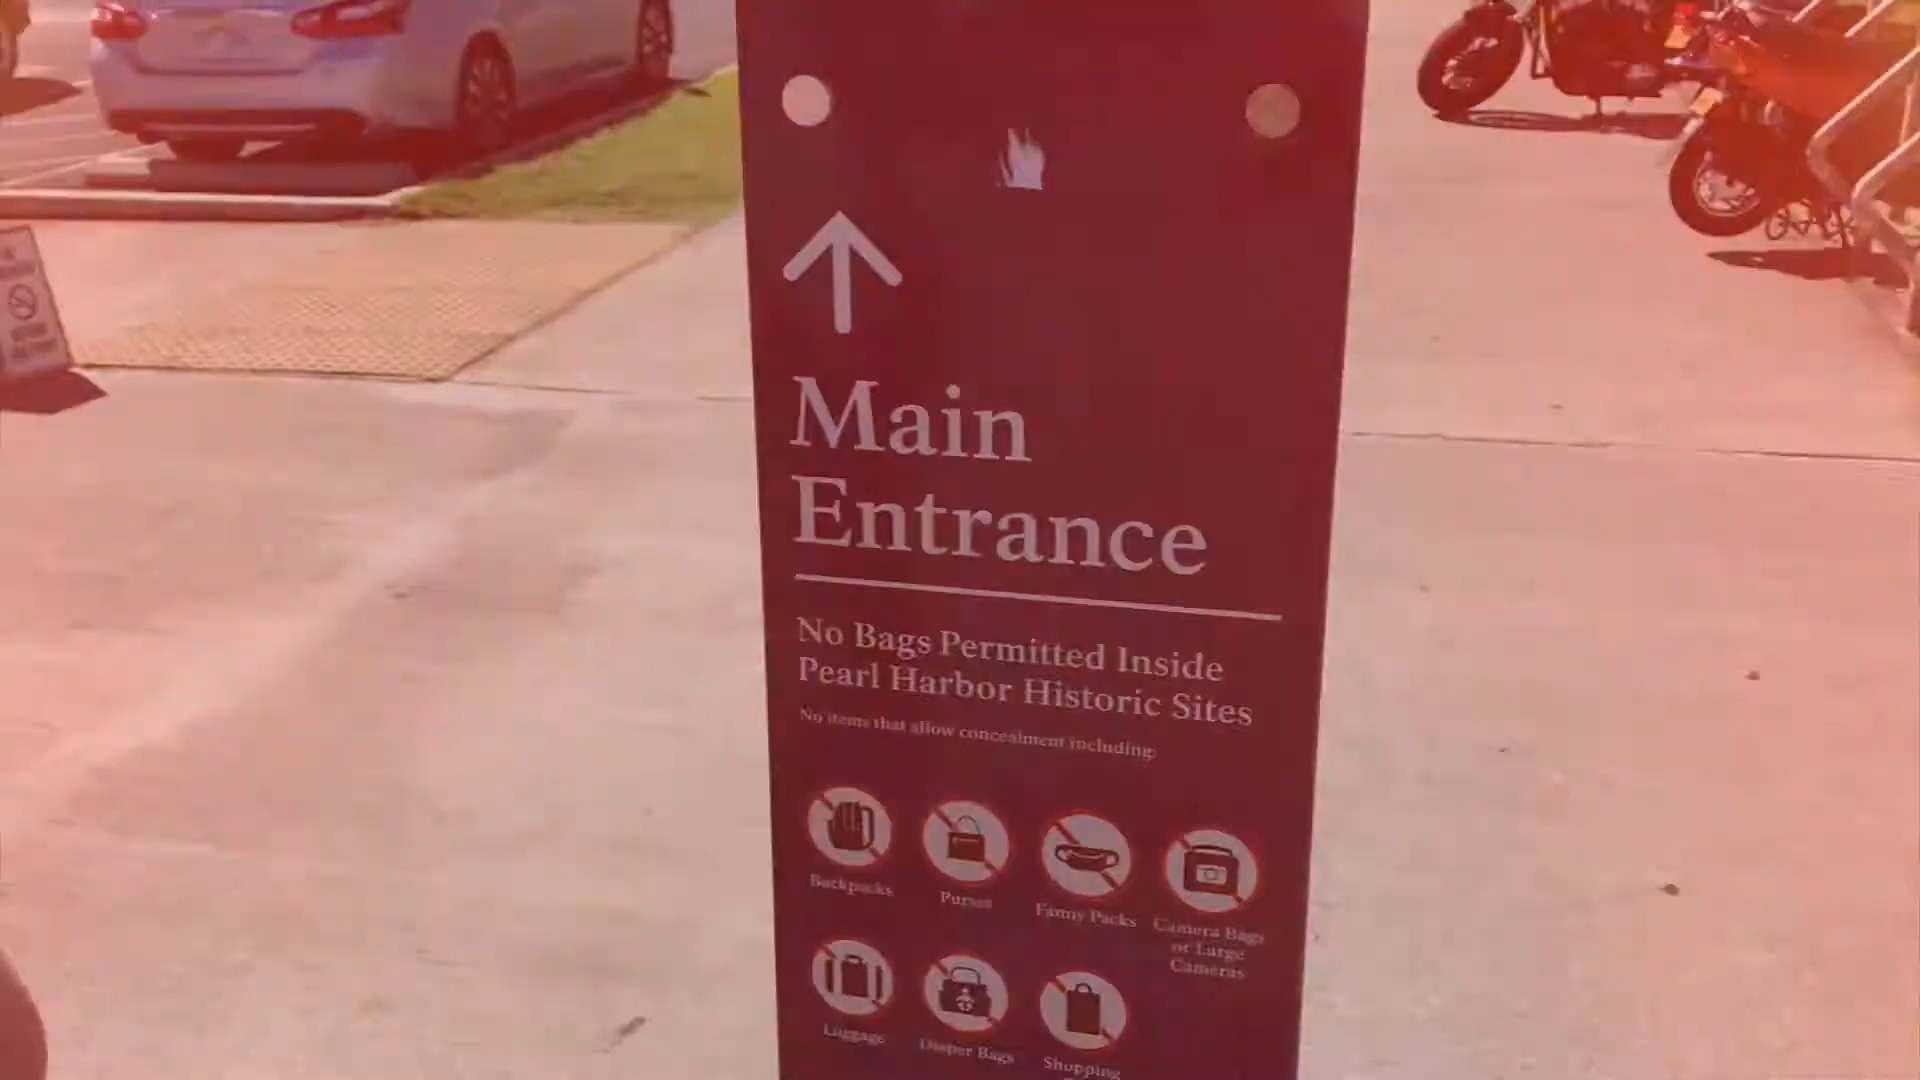 Main
Entrance
No Bags Permitted Inside
Pearl Harbor Historic Sites
No items that allow concealment including:
Backpacks
Purses
Fanny Packs
Camera Bags
or Large
Cameras
Luggage
Diaper Bags
Shopping